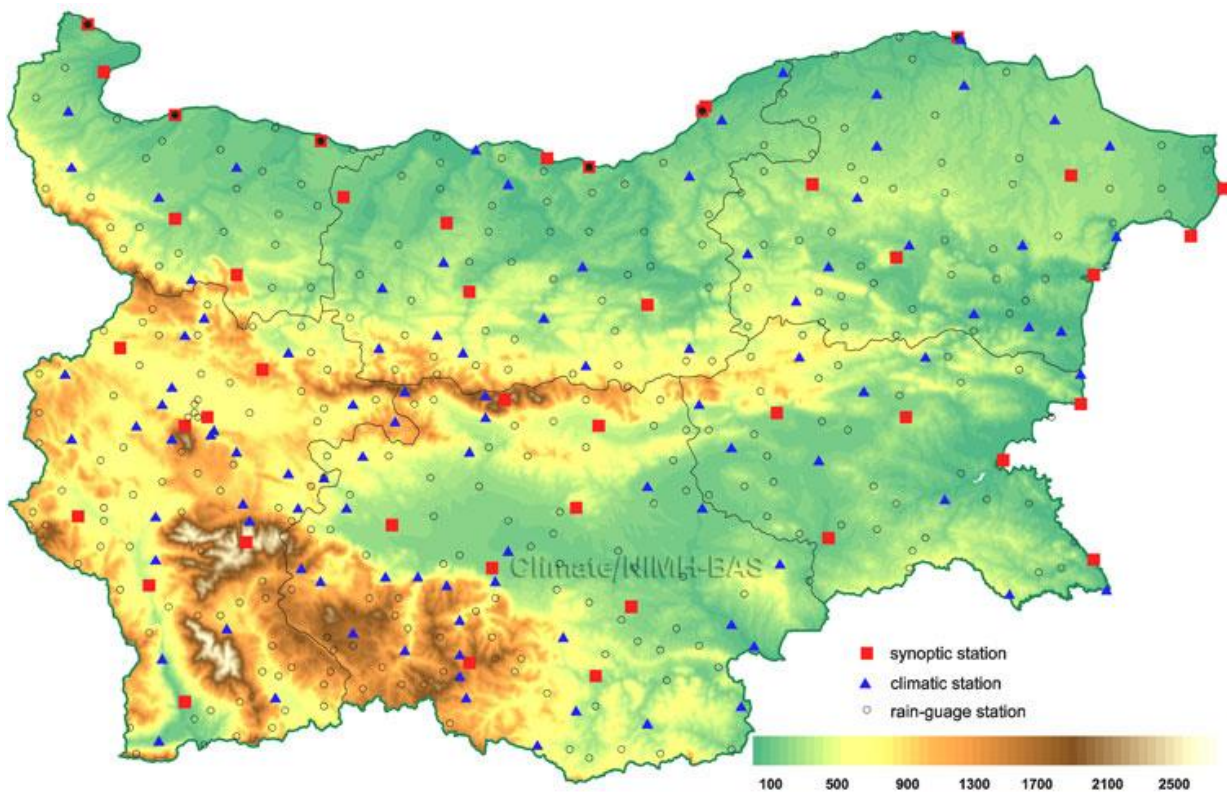 Climate/NIMH-BAS
synoptic station
climatic station
rain-guage station
100 500 900 1300 1700 2100 2500